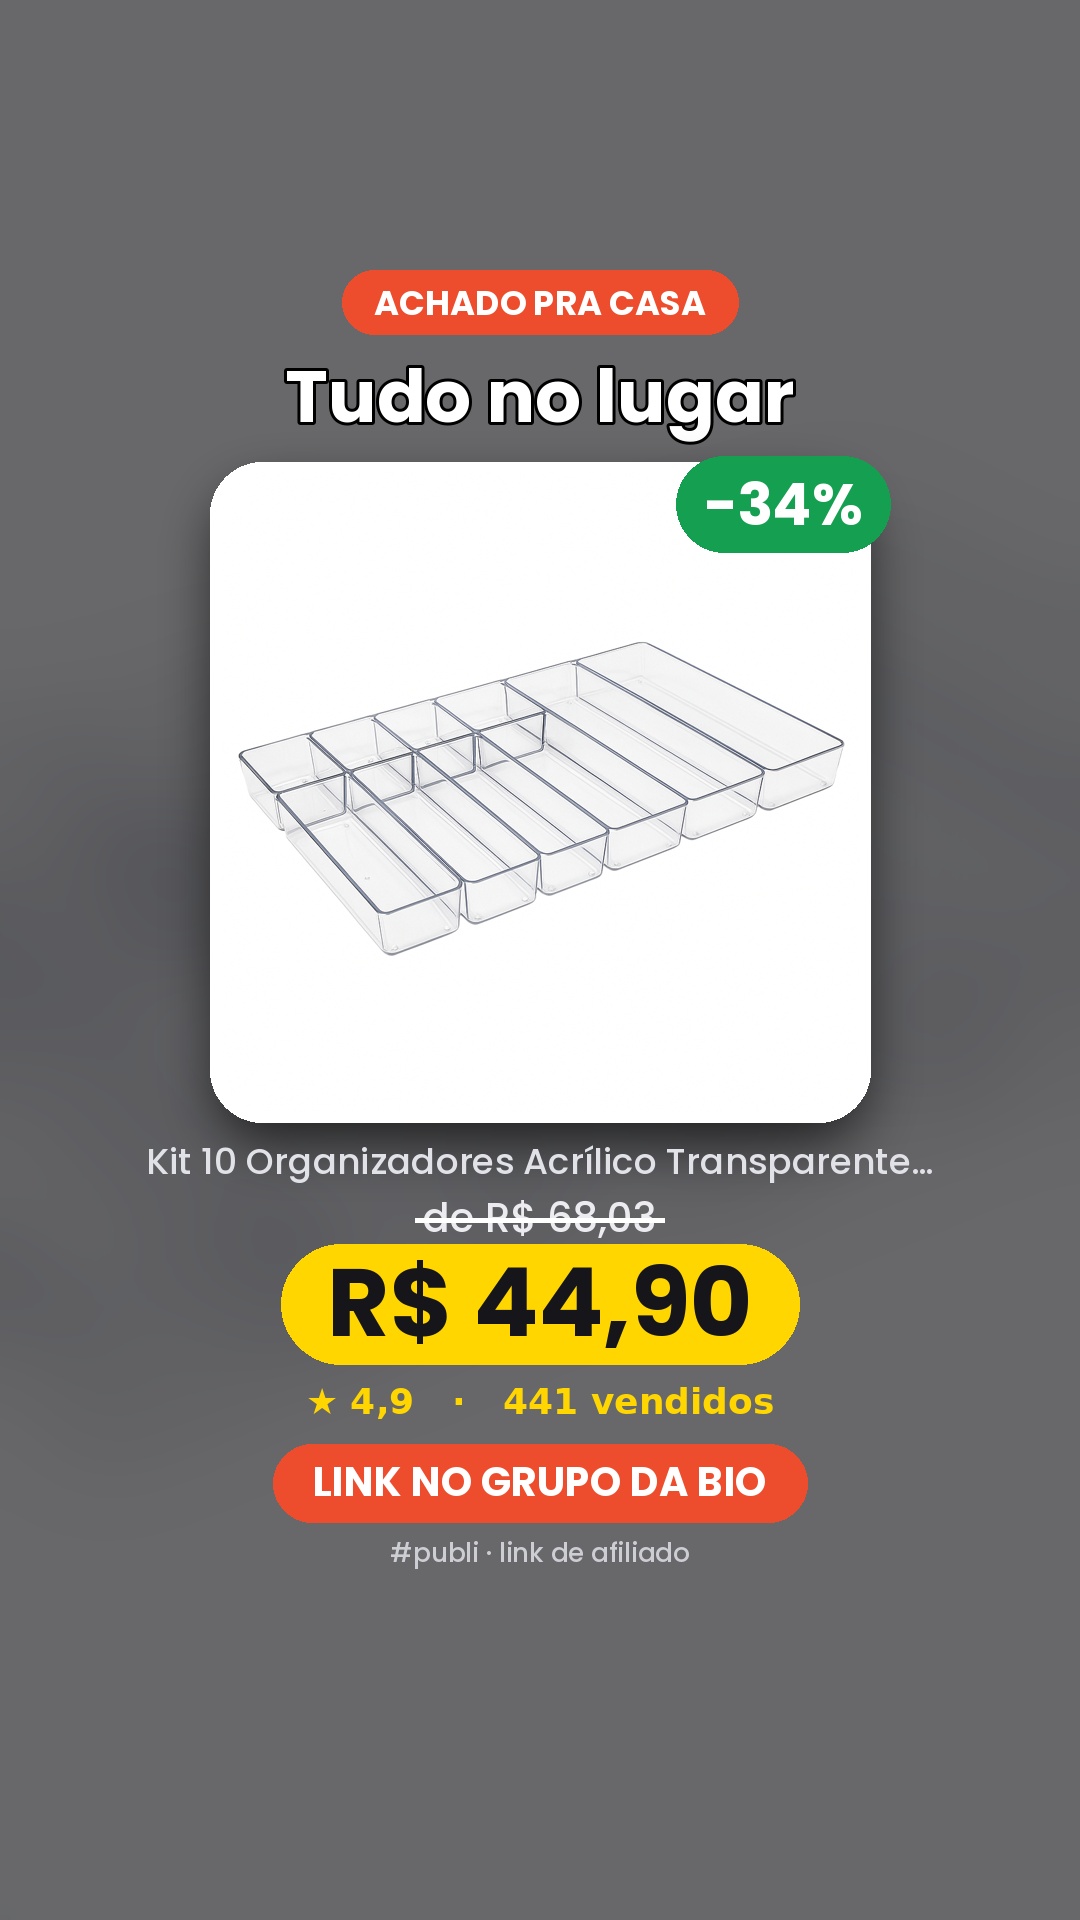 ACHADO PRA CASA
Tudo no lugar
-34%
Kit 10 Organizadores Acrílico Transparente...
de R$ 68,03
R$ 44,90
★ 4,9 · 441 vendidos
LINK NO GRUPO DA BIO
#publi · link de afiliado